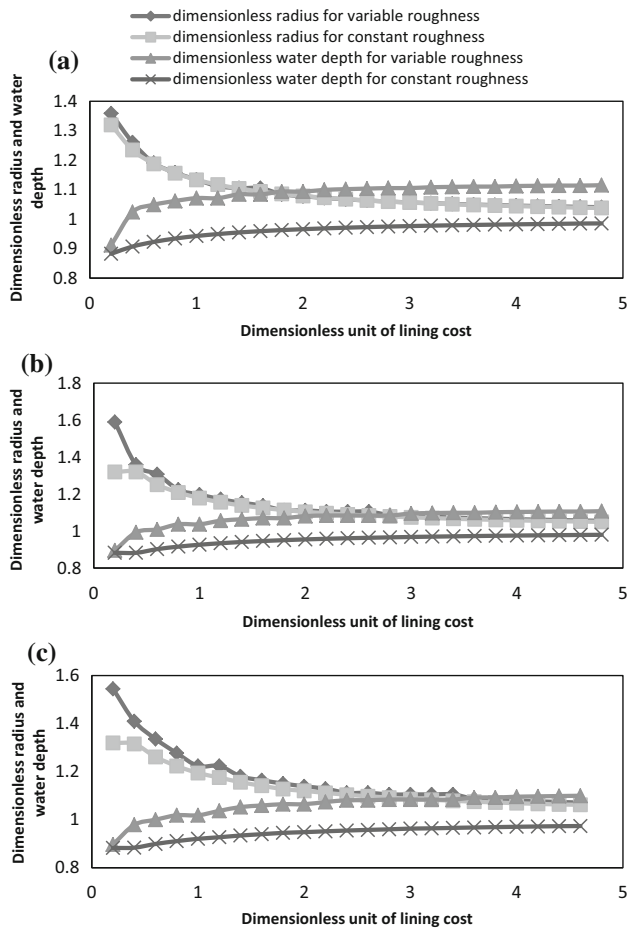 dimensionless radius for variable roughness
dimensionless radius for constant roughness
dimensionless water depth for variable roughness
dimensionless water depth for constant roughness
(a)
Dimensionless radius and water
depth
1.4
1.3
1.2
1.1
1
0.9
0.8
0 1 2 3 4 5
Dimensionless unit of lining cost
(b)
Dimensionless radius and
water depth
1.8
1.6
1.4
1.2
1
0.8
0 1 2 3 4 5
Dimensionless unit of lining cost
(c)
Dimensionless radius and
water depth
1.6
1.4
1.2
1
0.8
0 1 2 3 4 5
Dimensionless unit of lining cost